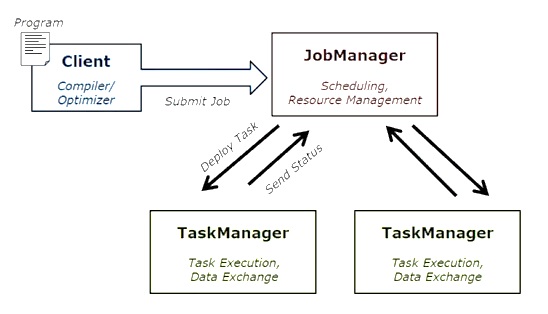 Program
Client
Compiler/
Optimizer
Submit Job
JobManager
Scheduling,
Resource Management
Deploy Task
Send Status
TaskManager
Task Execution,
Data Exchange
TaskManager
Task Execution,
Data Exchange